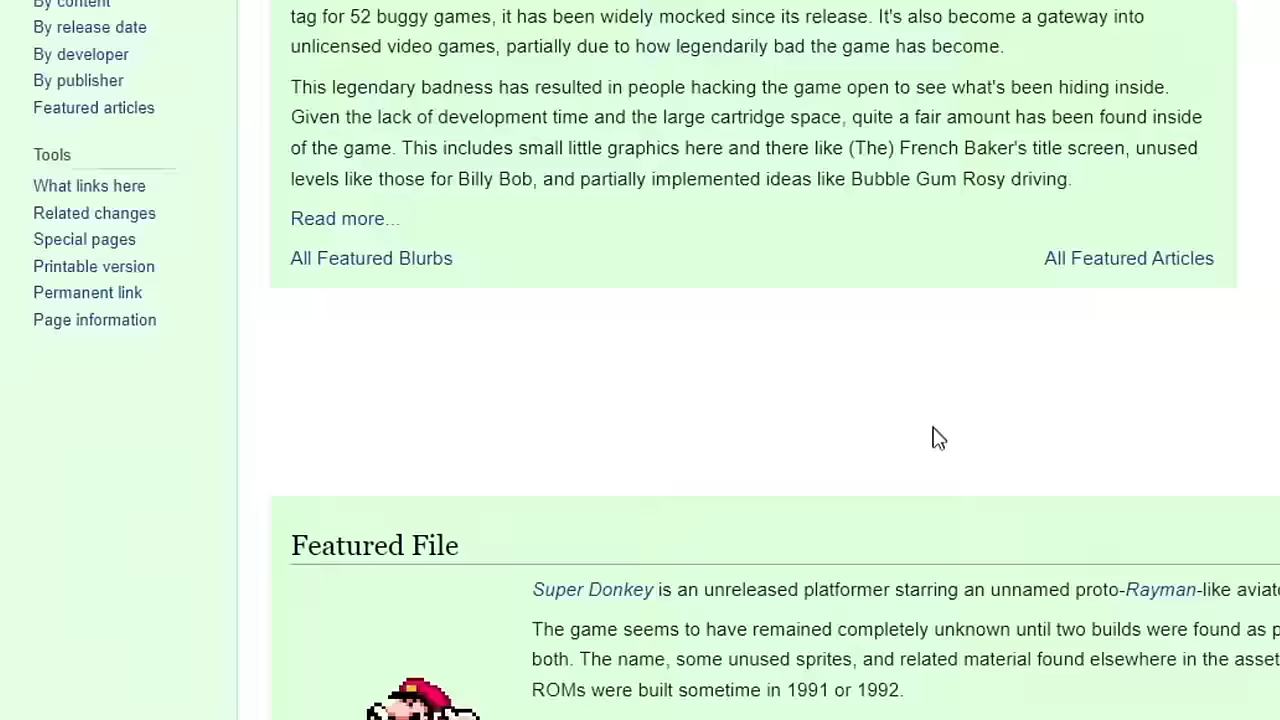 By content
By release date
By developer
By publisher
Featured articles
Tools
What links here
Related changes
Special pages
Printable version
Permanent link
Page information
tag for 52 buggy games, it has been widely mocked since its release. It's also become a gateway into
unlicensed video games, partially due to how legendarily bad the game has become.
This legendary badness has resulted in people hacking the game open to see what's been hiding inside.
Given the lack of development time and the large cartridge space, quite a fair amount has been found inside
of the game. This includes small little graphics here and there like (The) French Baker's title screen, unused
levels like those for Billy Bob, and partially implemented ideas like Bubble Gum Rosy driving.
Read more...
All Featured Blurbs All Featured Articles
Featured File
Super Donkey is an unreleased platformer starring an unnamed proto-Rayman-like
The game seems to have remained completely unknown until two builds were found as
both. The name, some unused sprites, and related material found elsewhere in the
ROMs were built sometime in 1991 or 1992.